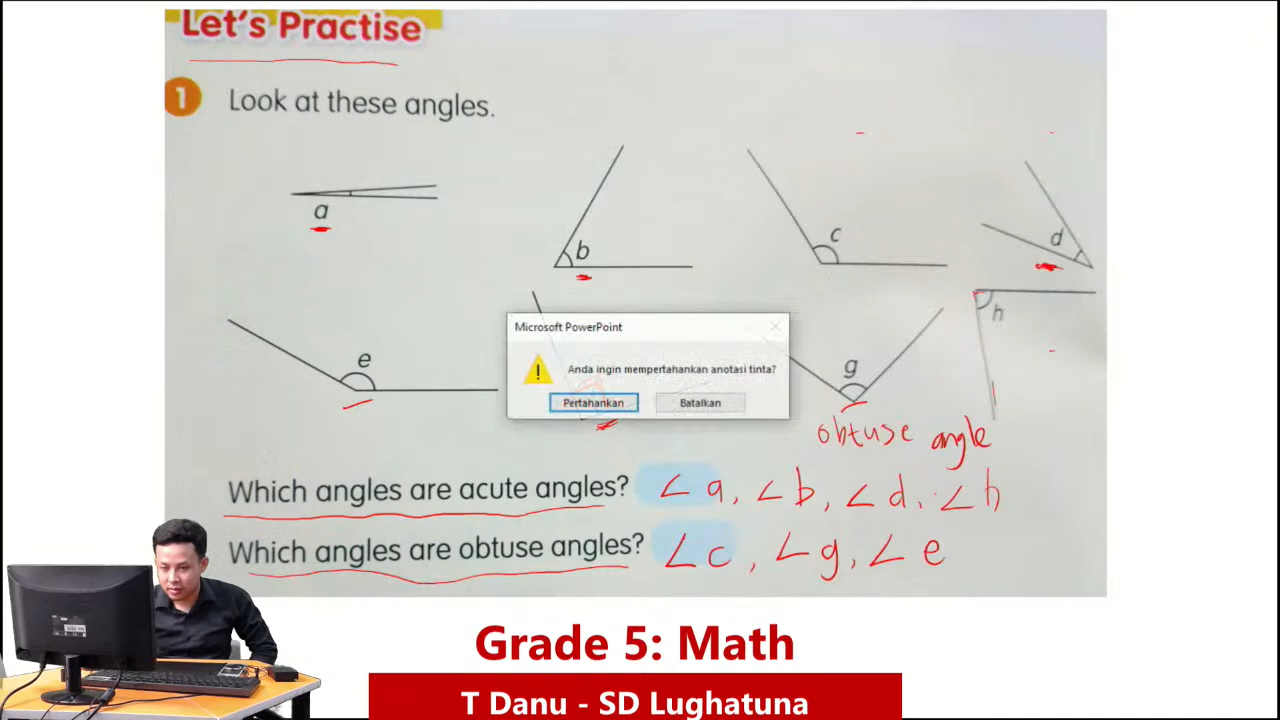 Let's Practise
1 Look at these angles.
a
b
c
d
e
g
h
Microsoft PowerPoint
Anda ingin mempertahankan anotasi tinta?
Pertahankan Batalkan
obtuse angle
Which angles are acute angles? ∠a, ∠b, ∠d, ∠h
Which angles are obtuse angles? ∠c, ∠g, ∠e
Grade 5: Math
T Danu - SD Lughatuna